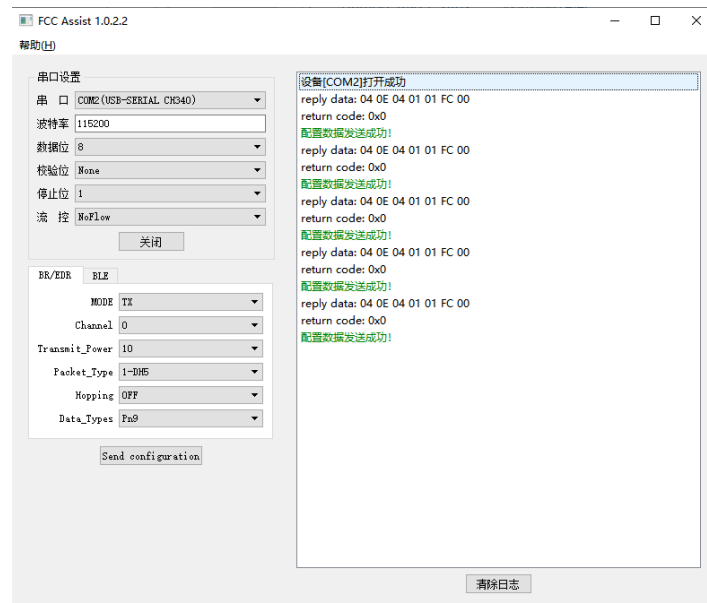 FCC Assist 1.0.2.2
帮助(H)
串口设置
串 口 COM2(USB-SERIAL CH340)
波特率 115200
数据位 8
校验位 None
停止位 1
流 控 NoFlow
关闭
BR/EDR BLE
MODE TX
Channel 0
Transmit_Power 10
Packet_Type 1-DH5
Hopping OFF
Data_Types Pn9
Send configuration
设备[COM2]打开成功
reply data: 04 0E 04 01 01 FC 00
return code: 0x0
配置数据发送成功!
reply data: 04 0E 04 01 01 FC 00
return code: 0x0
配置数据发送成功!
reply data: 04 0E 04 01 01 FC 00
return code: 0x0
配置数据发送成功!
reply data: 04 0E 04 01 01 FC 00
return code: 0x0
配置数据发送成功!
reply data: 04 0E 04 01 01 FC 00
return code: 0x0
配置数据发送成功!
清除日志